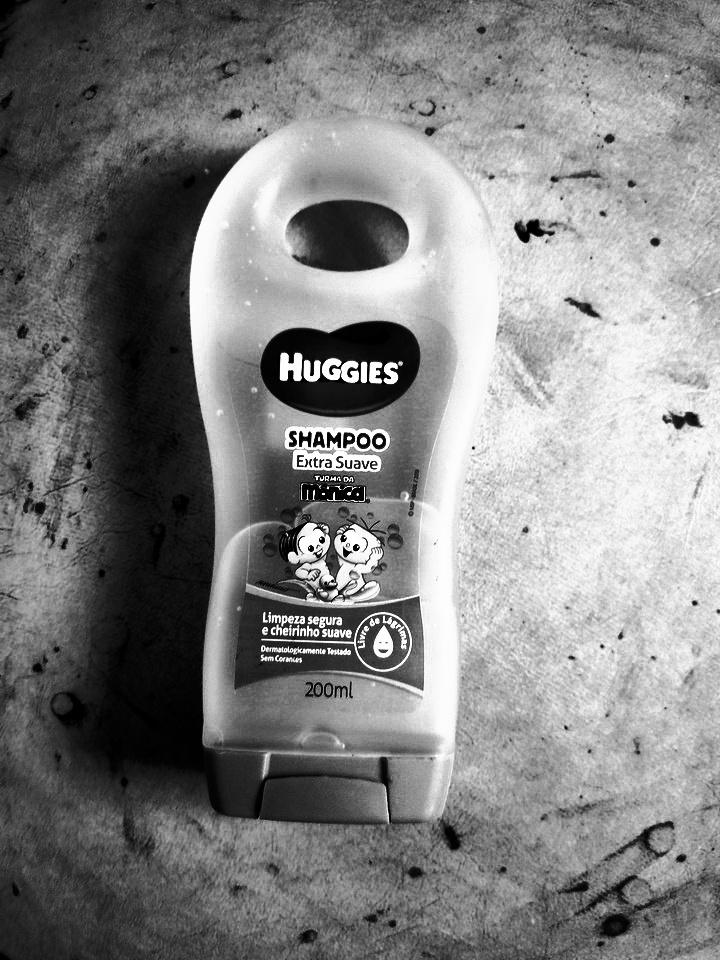 HUGGIES®
SHAMPOO
Extra Suave
TURMA DA
Mônica
Limpeza segura
e cheirinho suave
Dermatologicamente Testado
Sem Corantes
Livre de Lágrimas
200ml